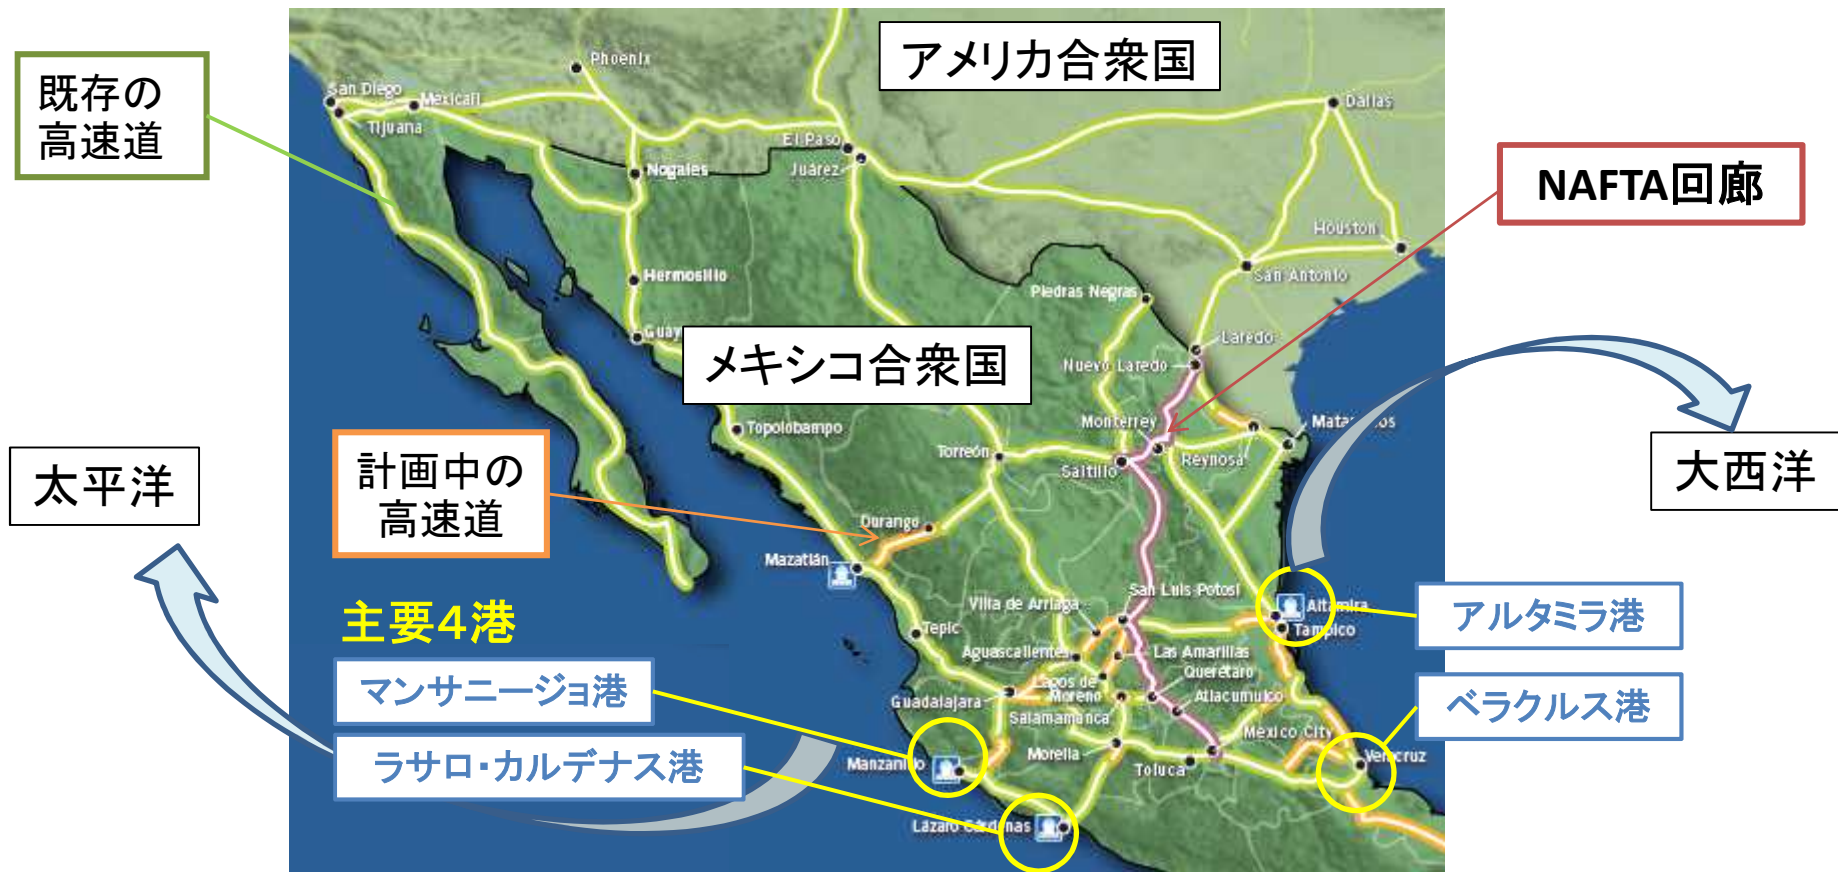 アメリカ合衆国
既存の
高速道
NAFTA回廊
メキシコ合衆国
太平洋
計画中の
高速道
大西洋
主要4港
マンサニージョ港
ラサロ・カルデナス港
アルタミラ港
ベラクルス港
Phoenix
San Diego
Mexicali
Tijuana
Dallas
El Paso
Juárez
Nogales
Houston
San Antonio
Hermosillo
Piedras Negras
Guay
Laredo
Nuevo Laredo
Topolobampo
Monterrey
Torreón
Saltillo
Reynosa
Durango
Mazatlán
San Luis Potosí
Villa de Arriaga
Altamira
Tampico
Tepic
Aguascalientes
Las Amarillas
Querétaro
Lagos de
Moreno
Atlacumulco
Guadalajara
Salamanca
Mexico City
Morelia
Toluca
Veracruz
Manzanillo
Lázaro Cárdenas